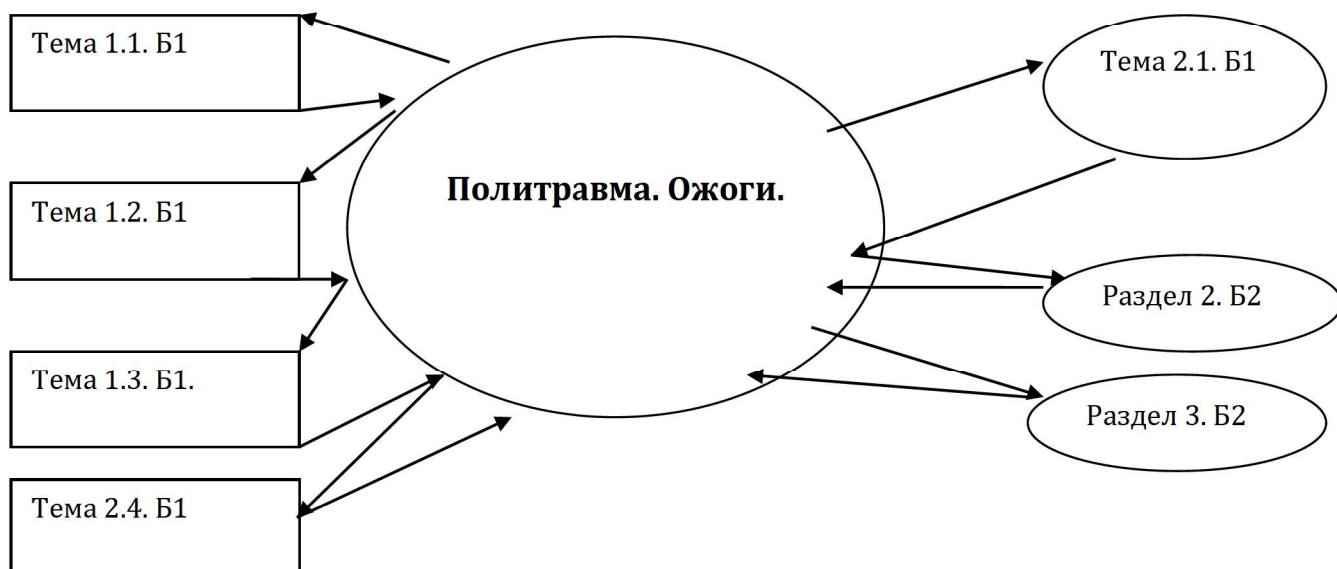 Тема 1.1. Б1
Тема 2.1. Б1
Политравма. Ожоги.
Тема 1.2. Б1
Раздел 2. Б2
Тема 1.3. Б1.
Раздел 3. Б2
Тема 2.4. Б1